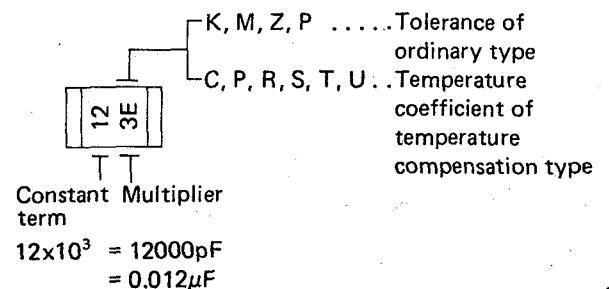 K, M, Z, P ..... Tolerance of
ordinary type
C, P, R, S, T, U .. Temperature
coefficient of
temperature
compensation type
12
3E
Constant Multiplier
term
12x10³ = 12000pF
= 0.012µF